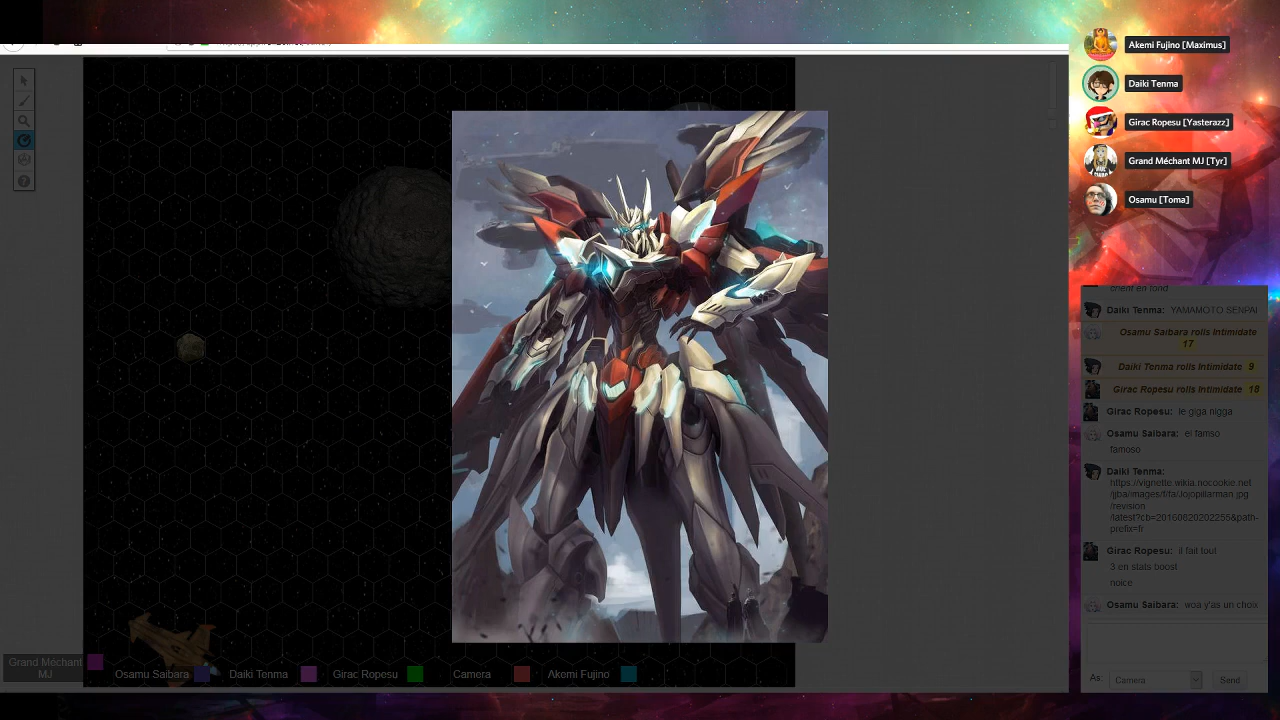 Akemi Fujino [Maximus]
Daiki Tenma
Girac Ropesu [Yasterazz]
Grand Méchant MJ [Tyr]
Osamu [Toma]
orient en fond
Daiki Tenma: YAMAMOTO SENPAI
Osamu Saibara rolls Intimidate
17
Daiki Tenma rolls Intimidate 9
Girac Ropesu rolls Intimidate 18
Girac Ropesu: le giga nigga
Osamu Saibara: el famso
famoso
Daiki Tenma:
https://vignette.wikia.nocookie.net
/jjba/images/f/fa/Jojopillarman.jpg
/revision
/latest?cb=20160820202255&path-
prefix=fr
Girac Ropesu: il fait tout
3 en stats boost
noice
Osamu Saibara: woa y'as un choix
As: Camera Send
Grand Méchant
MJ
Osamu Saibara
Daiki Tenma
Girac Ropesu
Camera
Akemi Fujino